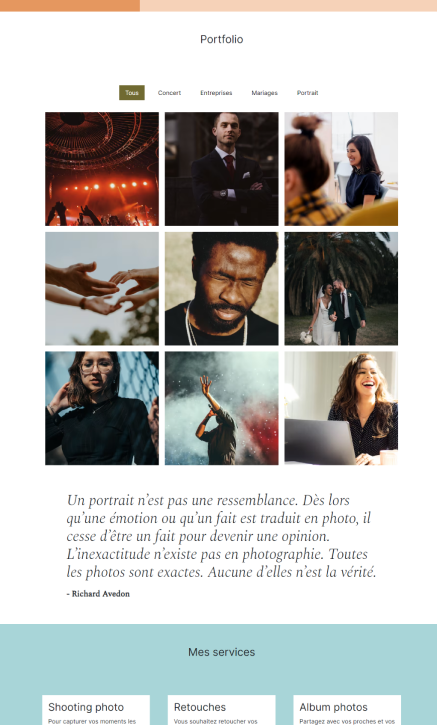 Portfolio
Tous Concert Entreprises Mariages Portrait
Un portrait n'est pas une ressemblance. Dès lors
qu'une émotion ou qu'un fait est traduit en photo, il
cesse d'être un fait pour devenir une opinion.
L'inexactitude n'existe pas en photographie. Toutes
les photos sont exactes. Aucune d'elles n'est la vérité.
- Richard Avedon
Mes services
Shooting photo Retouches Album photos
Pour capturer vos moments les Vous souhaitez retoucher vos Partagez avec vos proches et vos